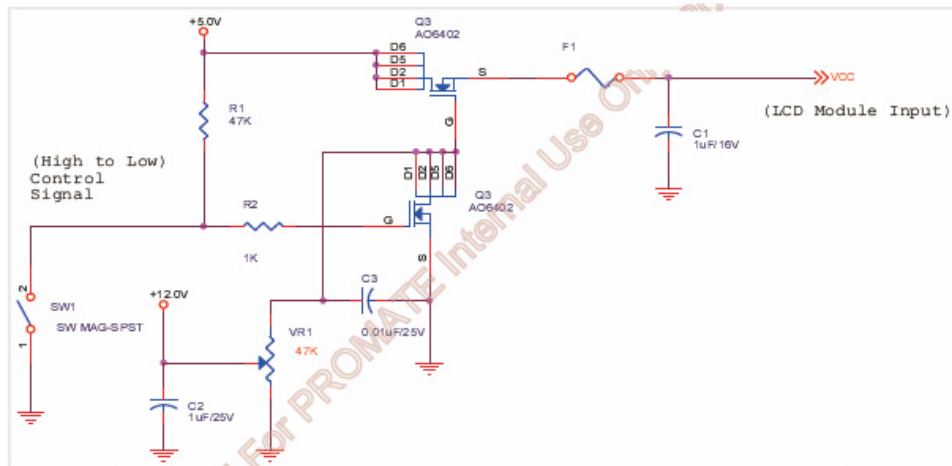 +5.0V
Q3
AO6402
D6
D5
D2
D1
S
G
F1
VCC
(LCD Module Input)
C1
1uF/16V
R1
47K
(High to Low)
Control
Signal
R2
1K
G
D1
D2
D5
D6
Q3
AO6402
S
2
SW1
SW MAG-SPST
1
+12.0V
C3
0.01uF/25V
VR1
47K
C2
1uF/25V
For PROMATE Internal Use Only